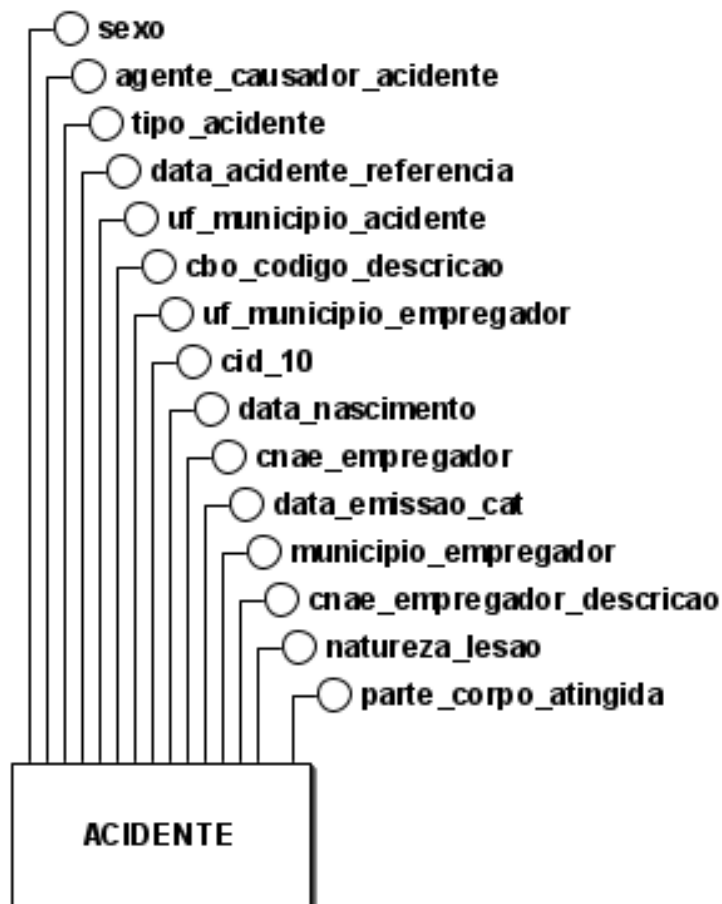 sexo
agente_causador_acidente
tipo_acidente
data_acidente_referencia
uf_municipio_acidente
cbo_codigo_descricao
uf_municipio_empregador
cid_10
data_nascimento
cnae_empregador
data_emissao_cat
municipio_empregador
cnae_empregador_descricao
natureza_lesao
parte_corpo_atingida
ACIDENTE